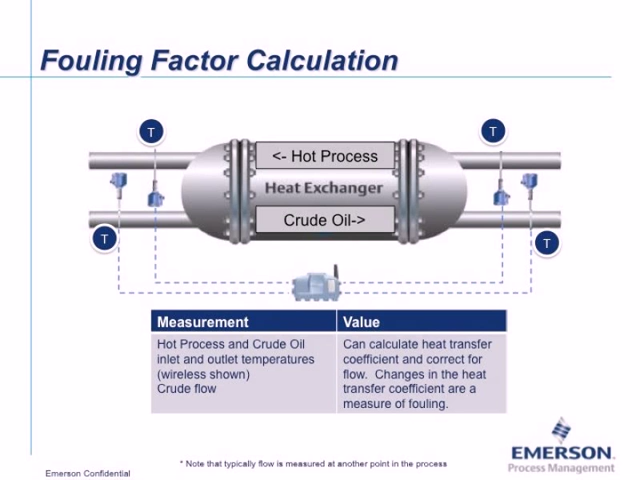 Fouling Factor Calculation
T
T
<- Hot Process
Heat Exchanger
Crude Oil->
T
T
Measurement
Value
Hot Process and Crude Oil
inlet and outlet temperatures
(wireless shown)
Crude flow
Can calculate heat transfer
coefficient and correct for
flow. Changes in the heat
transfer coefficient are a
measure of fouling.
EMERSON.
Process Management
* Note that typically flow is measured at another point in the process
Emerson Confidential